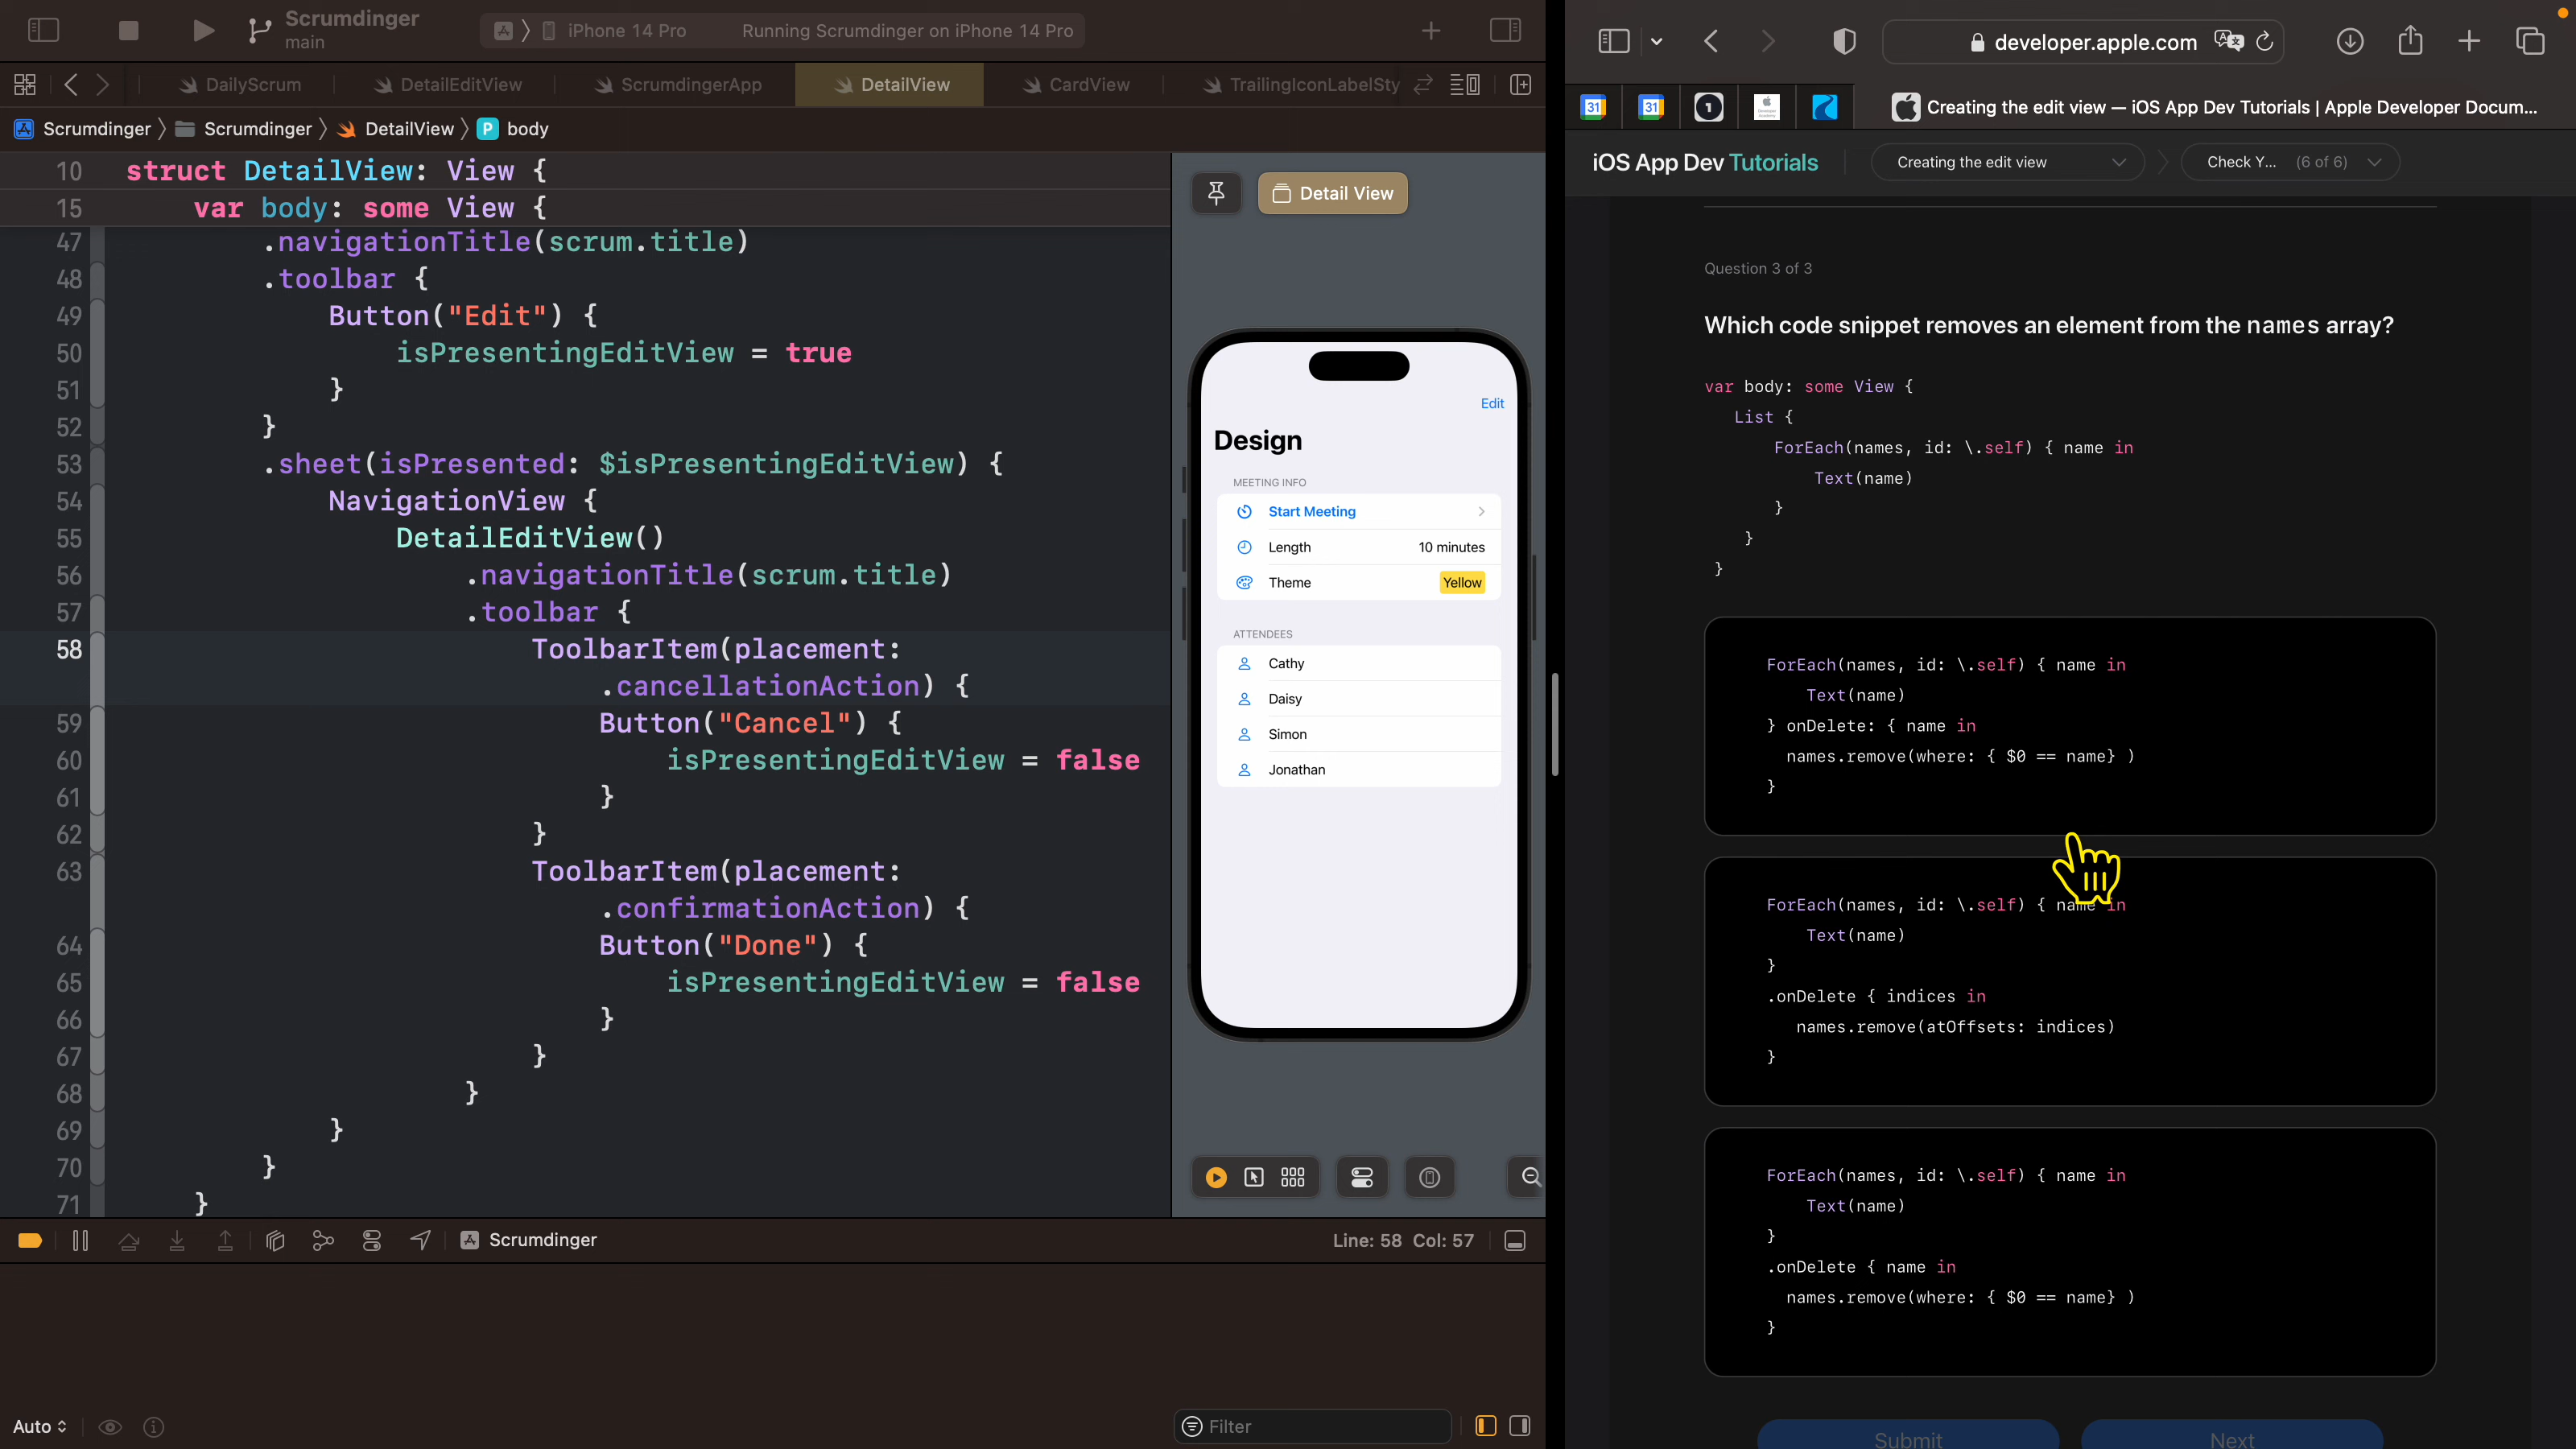 Scrumdinger
main
iPhone 14 Pro
Running Scrumdinger on iPhone 14 Pro
DailyScrum
DetailEditView
ScrumdingerApp
DetailView
CardView
TrailingIconLabelSty
Scrumdinger
Scrumdinger
DetailView
P
body
10 struct DetailView: View {
15 var body: some View {
47 .navigationTitle(scrum.title)
48 .toolbar {
49 Button("Edit") {
50 isPresentingEditView = true
51 }
52 }
53 .sheet(isPresented: $isPresentingEditView) {
54 NavigationView {
55 DetailEditView()
56 .navigationTitle(scrum.title)
57 .toolbar {
58 ToolbarItem(placement:
.cancellationAction) {
59 Button("Cancel") {
60 isPresentingEditView = false
61 }
62 }
63 ToolbarItem(placement:
.confirmationAction) {
64 Button("Done") {
65 isPresentingEditView = false
66 }
67 }
68 }
69 }
70 }
71 }
Detail View
Edit
Design
MEETING INFO
Start Meeting
Length 10 minutes
Theme Yellow
ATTENDEES
Cathy
Daisy
Simon
Jonathan
Scrumdinger
Line: 58 Col: 57
Auto
Filter
developer.apple.com
31
31
1
Creating the edit view — iOS App Dev Tutorials | Apple Developer Docum...
iOS App Dev Tutorials
Creating the edit view
Check Y... (6 of 6)
Question 3 of 3
Which code snippet removes an element from the names array?
var body: some View {
List {
ForEach(names, id: \.self) { name in
Text(name)
}
}
}
ForEach(names, id: \.self) { name in
Text(name)
} onDelete: { name in
names.remove(where: { $0 == name} )
}
ForEach(names, id: \.self) { name in
Text(name)
}
.onDelete { indices in
names.remove(atOffsets: indices)
}
ForEach(names, id: \.self) { name in
Text(name)
}
.onDelete { name in
names.remove(where: { $0 == name} )
}
Submit
Next